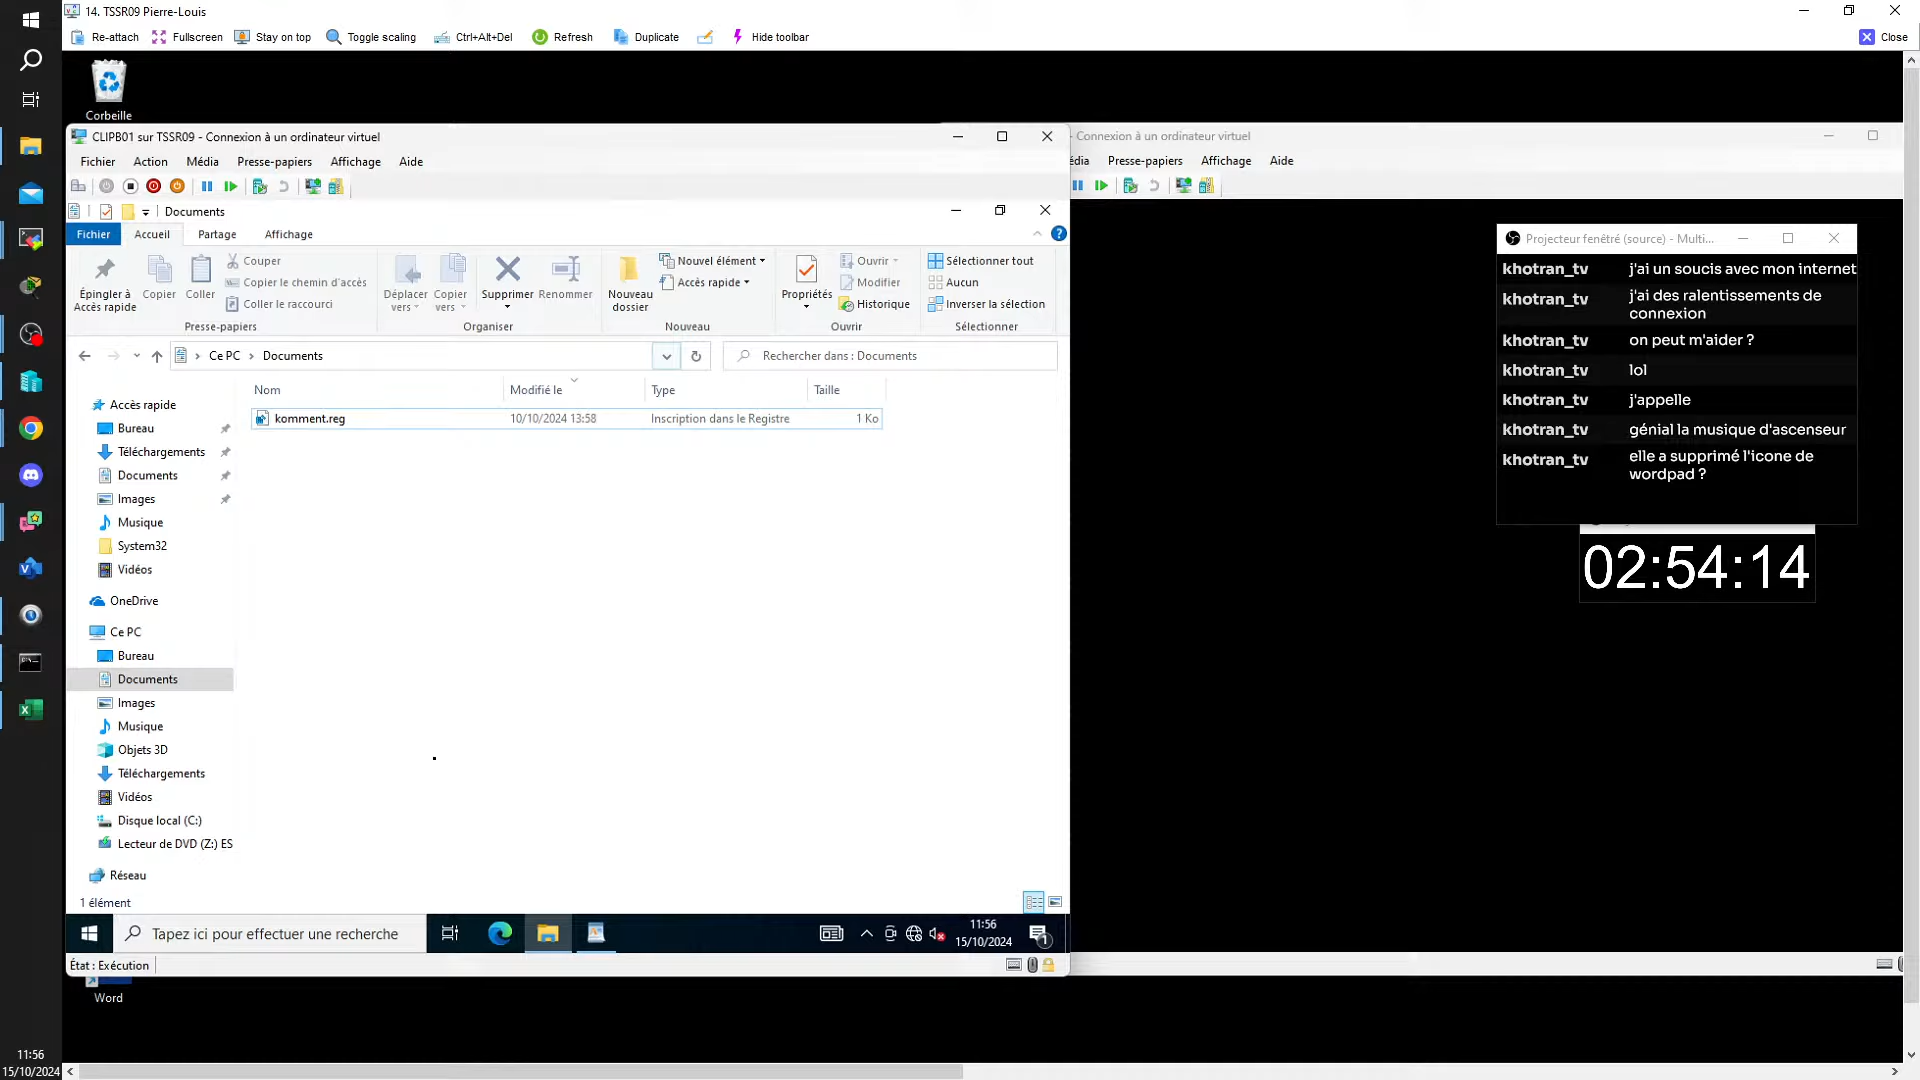 14. TSSR09 Pierre-Louis
Re-attach Fullscreen Stay on top Toggle scaling Ctrl+Alt+Del Refresh Duplicate Hide toolbar Close
Corbeille
CLIPB01 sur TSSR09 - Connexion à un ordinateur virtuel
Fichier Action Média Presse-papiers Affichage Aide
Documents
Fichier Accueil Partage Affichage
Épingler à
Accès rapide
Copier
Coller
Couper
Copier le chemin d'accès
Coller le raccourci
Presse-papiers
Déplacer
vers
Copier
vers
Supprimer
Renommer
Organiser
Nouveau
dossier
Nouvel élément
Accès rapide
Nouveau
Propriétés
Ouvrir
Modifier
Historique
Ouvrir
Sélectionner tout
Aucun
Inverser la sélection
Sélectionner
Ce PC > Documents
Rechercher dans : Documents
Nom Modifié le Type Taille
komment.reg 10/10/2024 13:58 Inscription dans le Registre 1 Ko
Accès rapide
Bureau
Téléchargements
Documents
Images
Musique
System32
Vidéos
OneDrive
Ce PC
Bureau
Documents
Images
Musique
Objets 3D
Téléchargements
Vidéos
Disque local (C:)
Lecteur de DVD (Z:) ES
Réseau
1 élément
Tapez ici pour effectuer une recherche
11:56
15/10/2024
1
État : Exécution
Word
- Connexion à un ordinateur virtuel
édia Presse-papiers Affichage Aide
Projecteur fenêtré (source) - Multi...
khotran_tv j'ai un soucis avec mon internet
khotran_tv j'ai des ralentissements de
connexion
khotran_tv on peut m'aider ?
khotran_tv lol
khotran_tv j'appelle
khotran_tv génial la musique d'ascenseur
khotran_tv elle a supprimé l'icone de
wordpad ?
02:54:14
11:56
15/10/2024